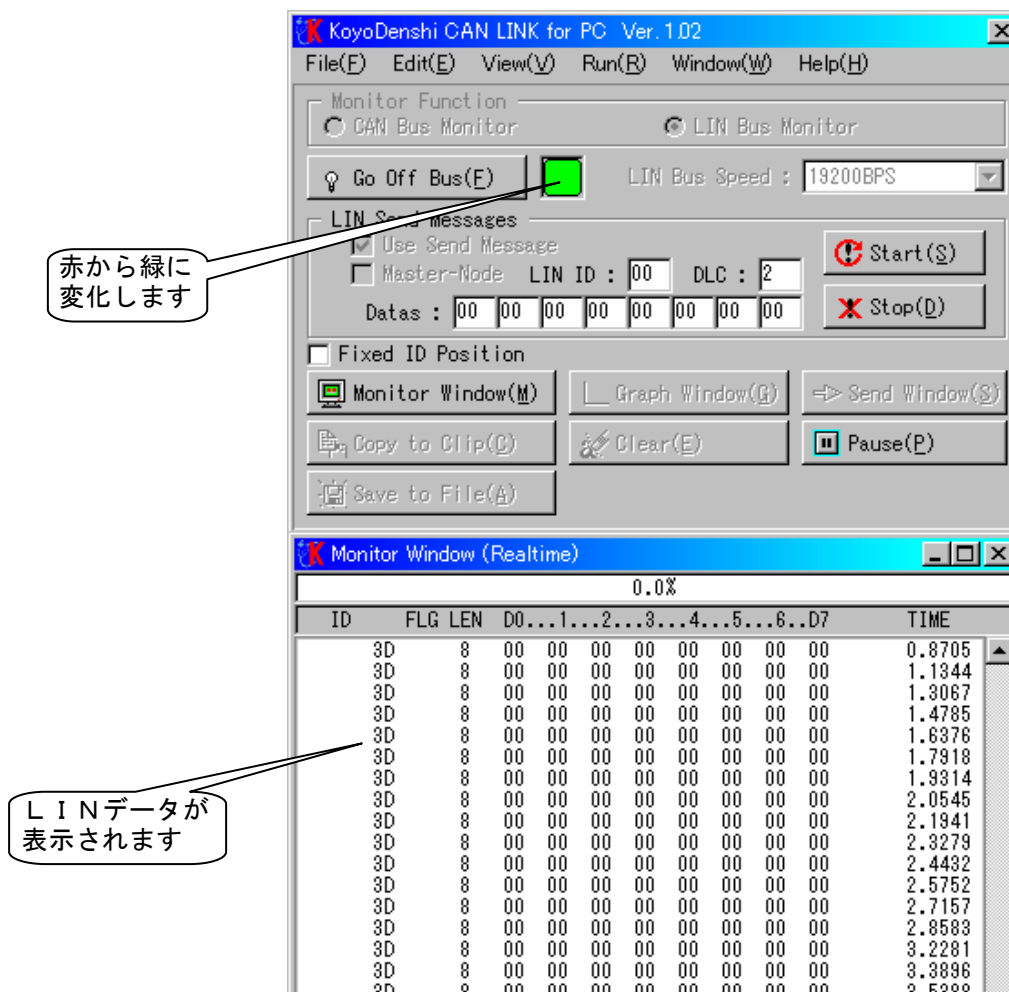 KoyoDenshi CAN LINK for PC Ver.1.02
File(F) Edit(E) View(V) Run(R) Window(W) Help(H)
Monitor Function
CAN Bus Monitor LIN Bus Monitor
Go Off Bus(F) LIN Bus Speed : 19200BPS
LIN Send Messages
Use Send Message
Start(S)
Master-Node LIN ID : 00 DLC : 2
Datas : 00 00 00 00 00 00 00 00
Stop(D)
赤から緑に
変化します
Fixed ID Position
Monitor Window(M) Graph Window(G) Send Window(S)
Copy to Clip(C) Clear(E) Pause(P)
Save to File(A)
Monitor Window (Realtime)
0.0%
ID FLG LEN D0...1...2...3...4...5...6..D7 TIME
3D 8 00 00 00 00 00 00 00 00 0.8705
3D 8 00 00 00 00 00 00 00 00 1.1344
3D 8 00 00 00 00 00 00 00 00 1.3067
3D 8 00 00 00 00 00 00 00 00 1.4785
3D 8 00 00 00 00 00 00 00 00 1.6376
3D 8 00 00 00 00 00 00 00 00 1.7918
3D 8 00 00 00 00 00 00 00 00 1.9314
3D 8 00 00 00 00 00 00 00 00 2.0545
3D 8 00 00 00 00 00 00 00 00 2.1941
3D 8 00 00 00 00 00 00 00 00 2.3279
3D 8 00 00 00 00 00 00 00 00 2.4432
3D 8 00 00 00 00 00 00 00 00 2.5752
3D 8 00 00 00 00 00 00 00 00 2.7157
3D 8 00 00 00 00 00 00 00 00 2.8583
3D 8 00 00 00 00 00 00 00 00 3.2281
3D 8 00 00 00 00 00 00 00 00 3.3896
ＬＩＮデータが
表示されます